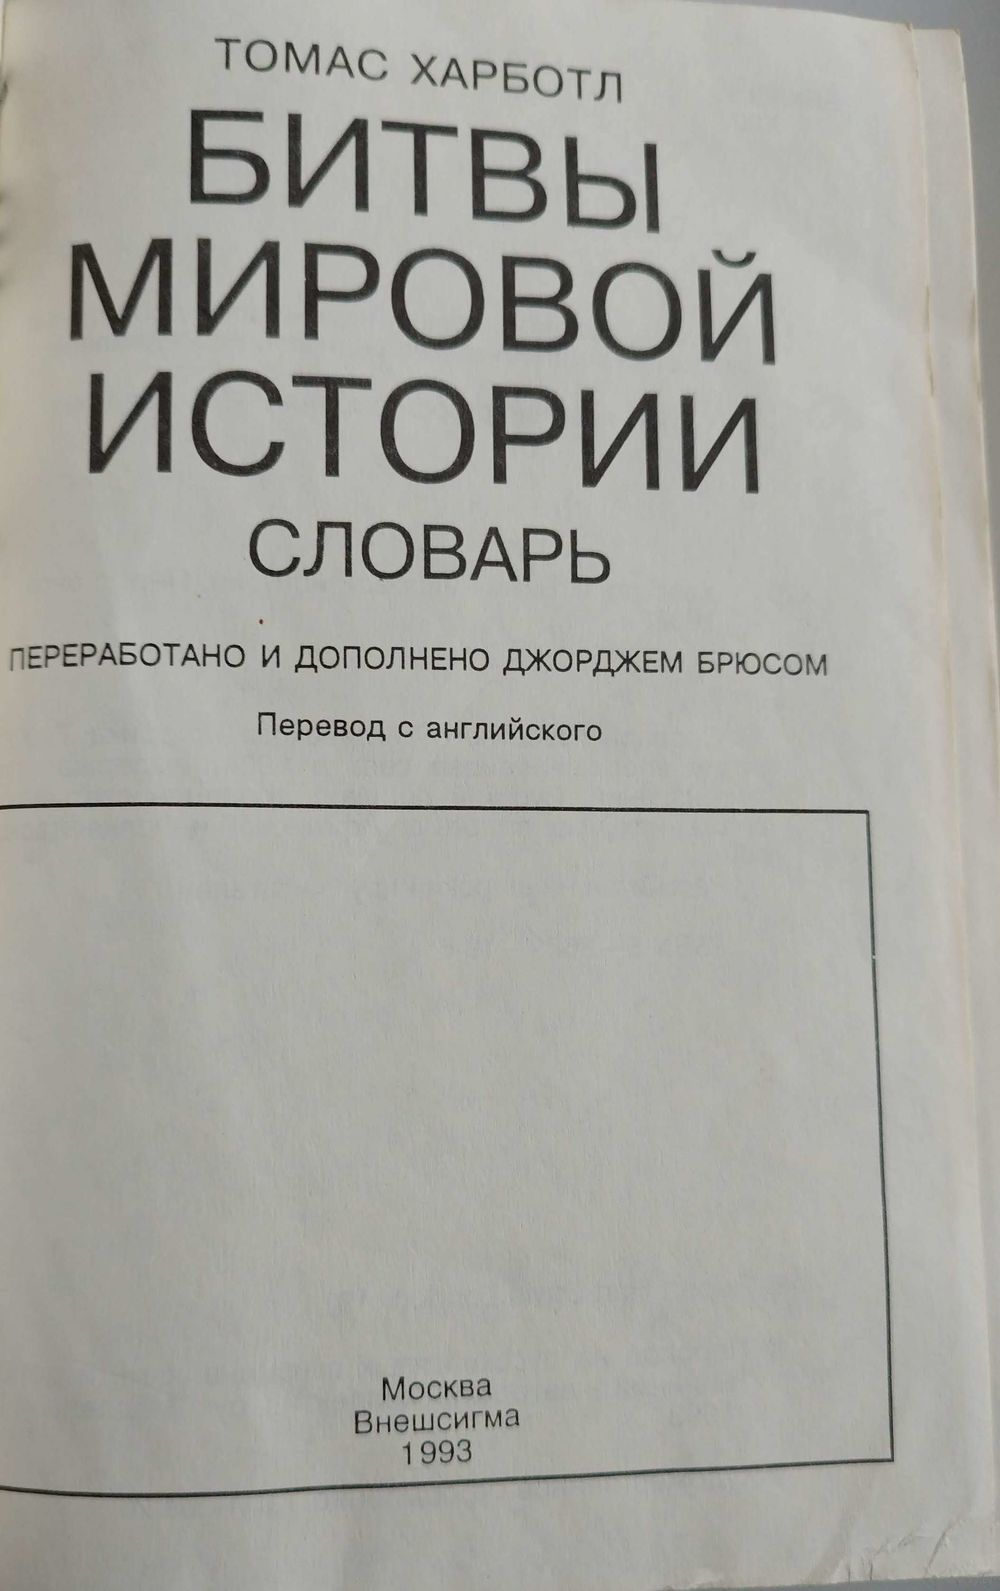 ТОМАС ХАРБОТЛ
БИТВЫ
МИРОВОЙ
ИСТОРИИ
СЛОВАРЬ
ПЕРЕРАБОТАНО И ДОПОЛНЕНО ДЖОРДЖЕМ БРЮСОМ
Перевод с английского
Москва
Внешсигма
1993